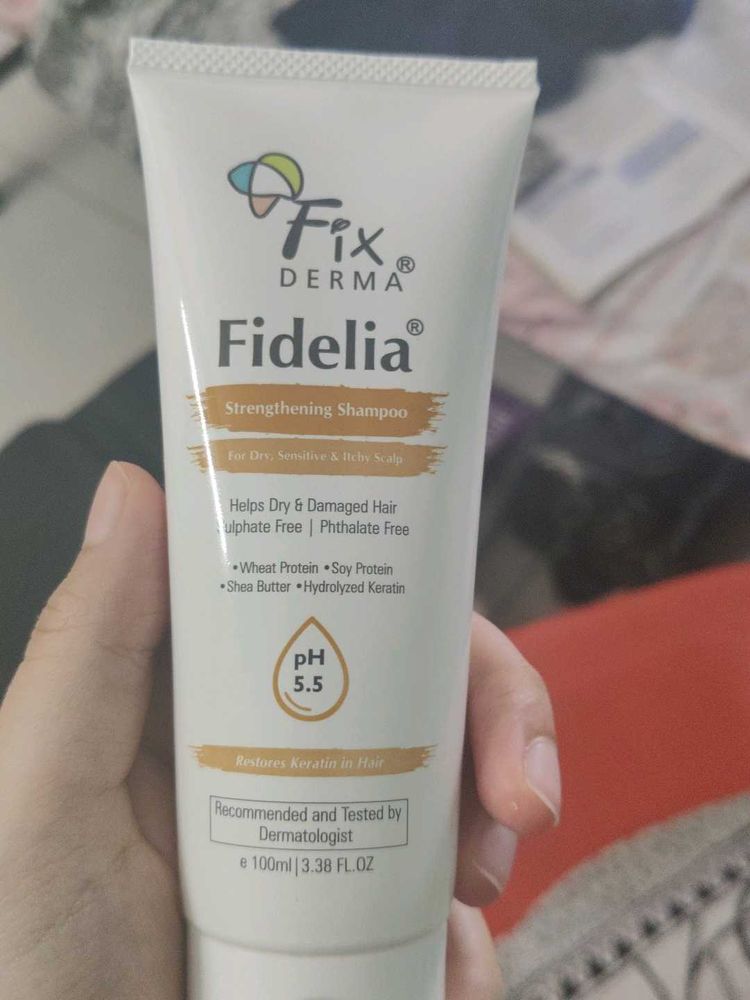 Fix
DERMA®
Fidelia®
Strengthening Shampoo
For Dry, Sensitive & Itchy Scalp
Helps Dry & Damaged Hair
Sulphate Free | Phthalate Free
•Wheat Protein •Soy Protein
•Shea Butter •Hydrolyzed Keratin
pH
5.5
Restores Keratin in Hair
Recommended and Tested by
Dermatologist
e 100ml|3.38 FL.OZ